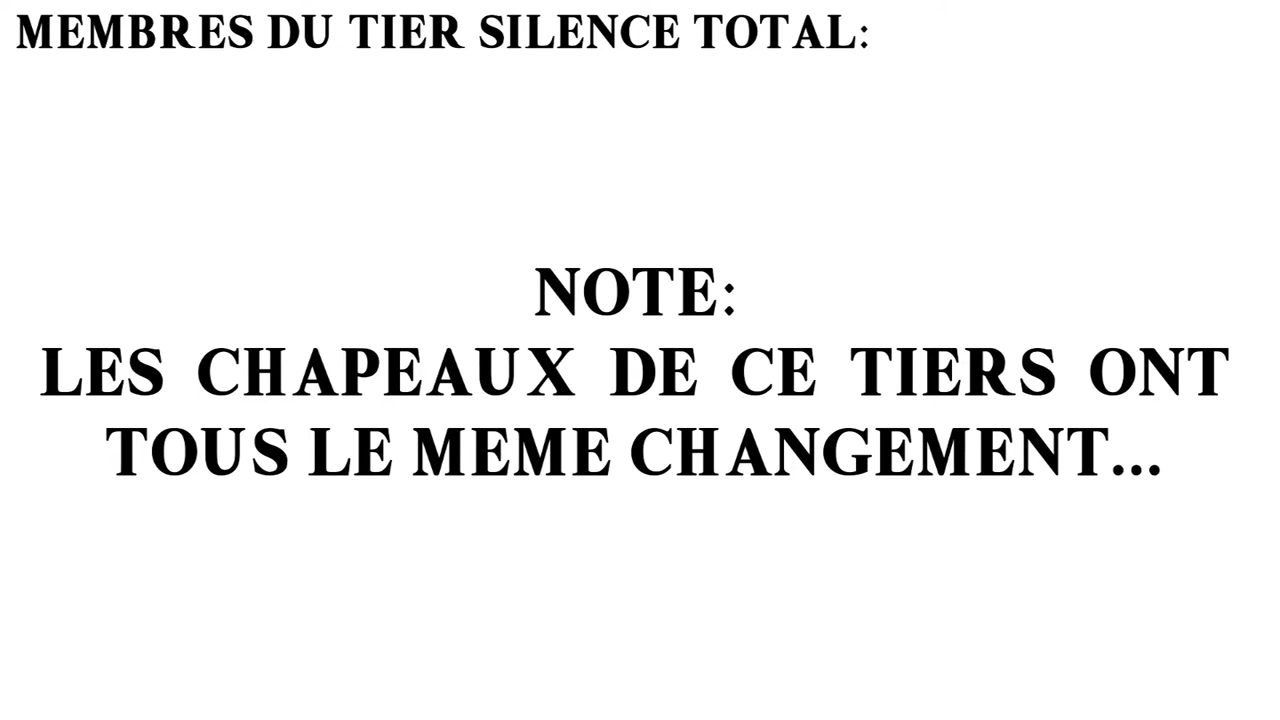 MEMBRES DU TIER SILENCE TOTAL:
NOTE:
LES CHAPEAUX DE CE TIERS ONT
TOUS LE MEME CHANGEMENT...